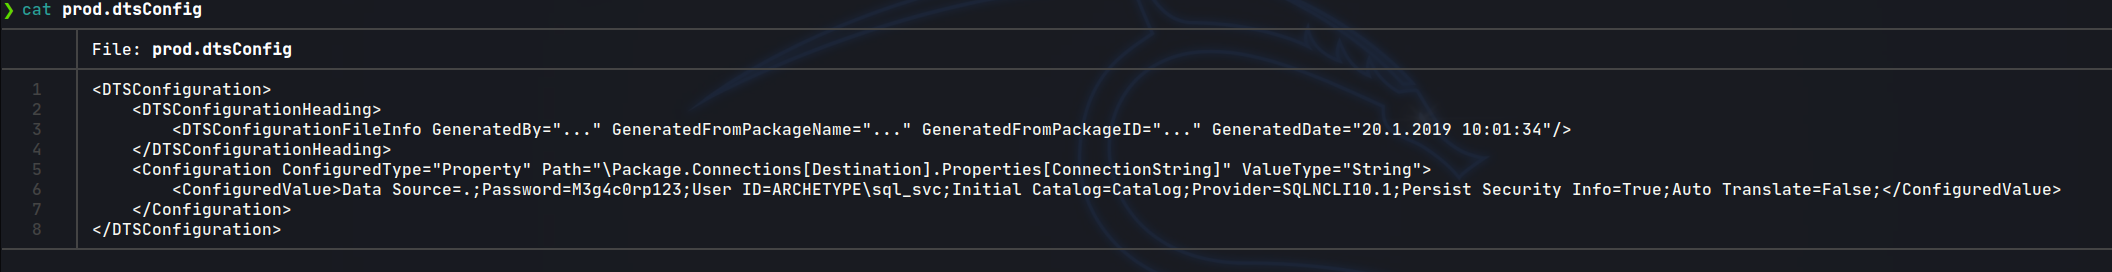 ❯ cat prod.dtsConfig
File: prod.dtsConfig
1 <DTSConfiguration>
2     <DTSConfigurationHeading>
3         <DTSConfigurationFileInfo GeneratedBy="..." GeneratedFromPackageName="..." GeneratedFromPackageID="..." GeneratedDate="20.1.2019 10:01:34"/>
4     </DTSConfigurationHeading>
5     <Configuration ConfiguredType="Property" Path="\Package.Connections[Destination].Properties[ConnectionString]" ValueType="String">
6         <ConfiguredValue>Data Source=.;Password=M3g4c0rp123;User ID=ARCHETYPE\sql_svc;Initial Catalog=Catalog;Provider=SQLNCLI10.1;Persist Security Info=True;Auto Translate=False;</ConfiguredValue>
7     </Configuration>
8 </DTSConfiguration>